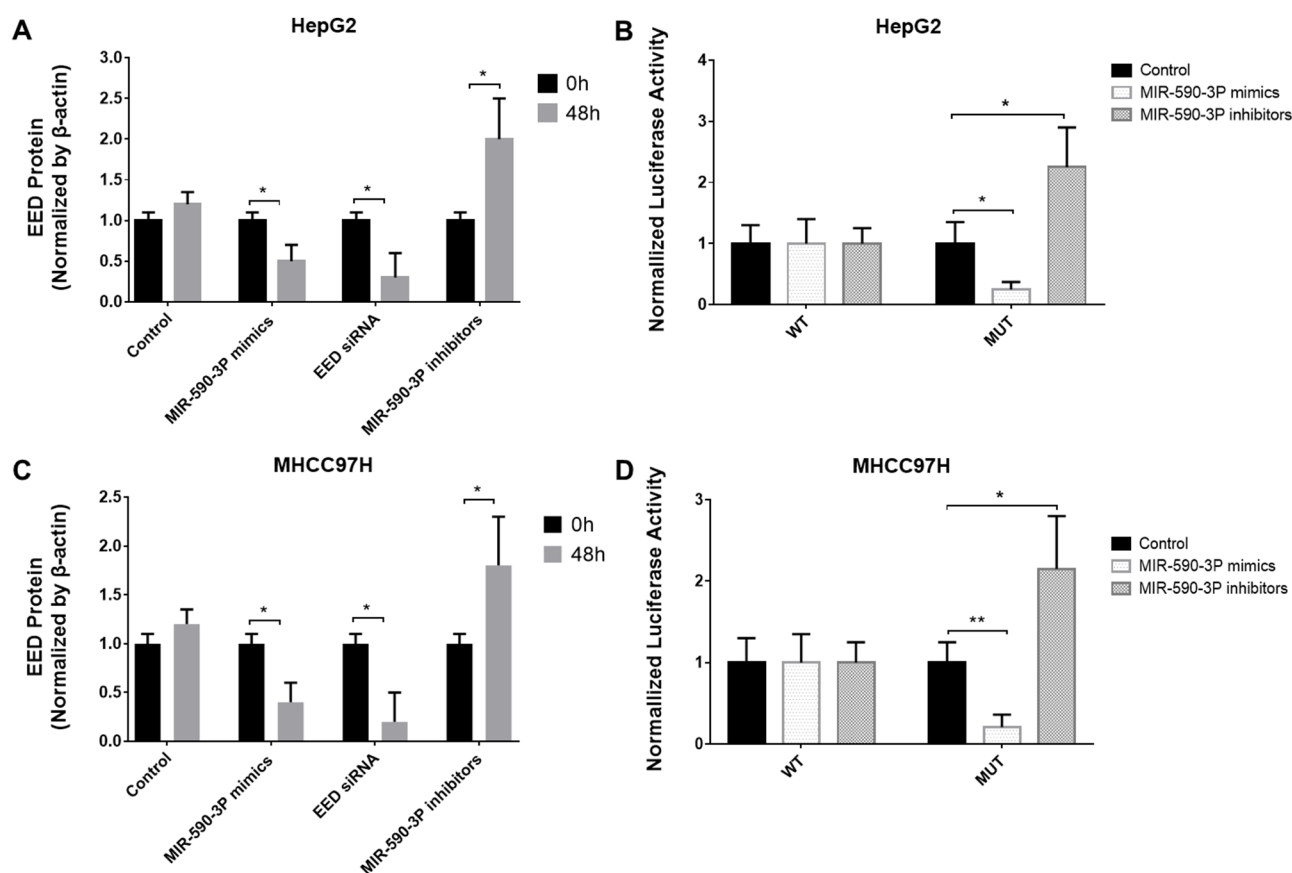 A
HepG2
EED Protein
(Normalized by β-actin)
3.0
2.5
2.0
1.5
1.0
0.5
0.0
*
*
*
0h
48h
Control
MIR-590-3P mimics
EED siRNA
MIR-590-3P inhibitors
B
HepG2
Normallized Luciferase Activity
4
3
2
1
0
*
*
Control
MIR-590-3P mimics
MIR-590-3P inhibitors
WT
MUT
C
MHCC97H
EED Protein
(Normalized by β-actin)
2.5
2.0
1.5
1.0
0.5
0.0
*
*
*
0h
48h
Control
MIR-590-3P mimics
EED siRNA
MIR-590-3P inhibitors
D
MHCC97H
Normallized Luciferase Activity
3
2
1
0
*
**
Control
MIR-590-3P mimics
MIR-590-3P inhibitors
WT
MUT